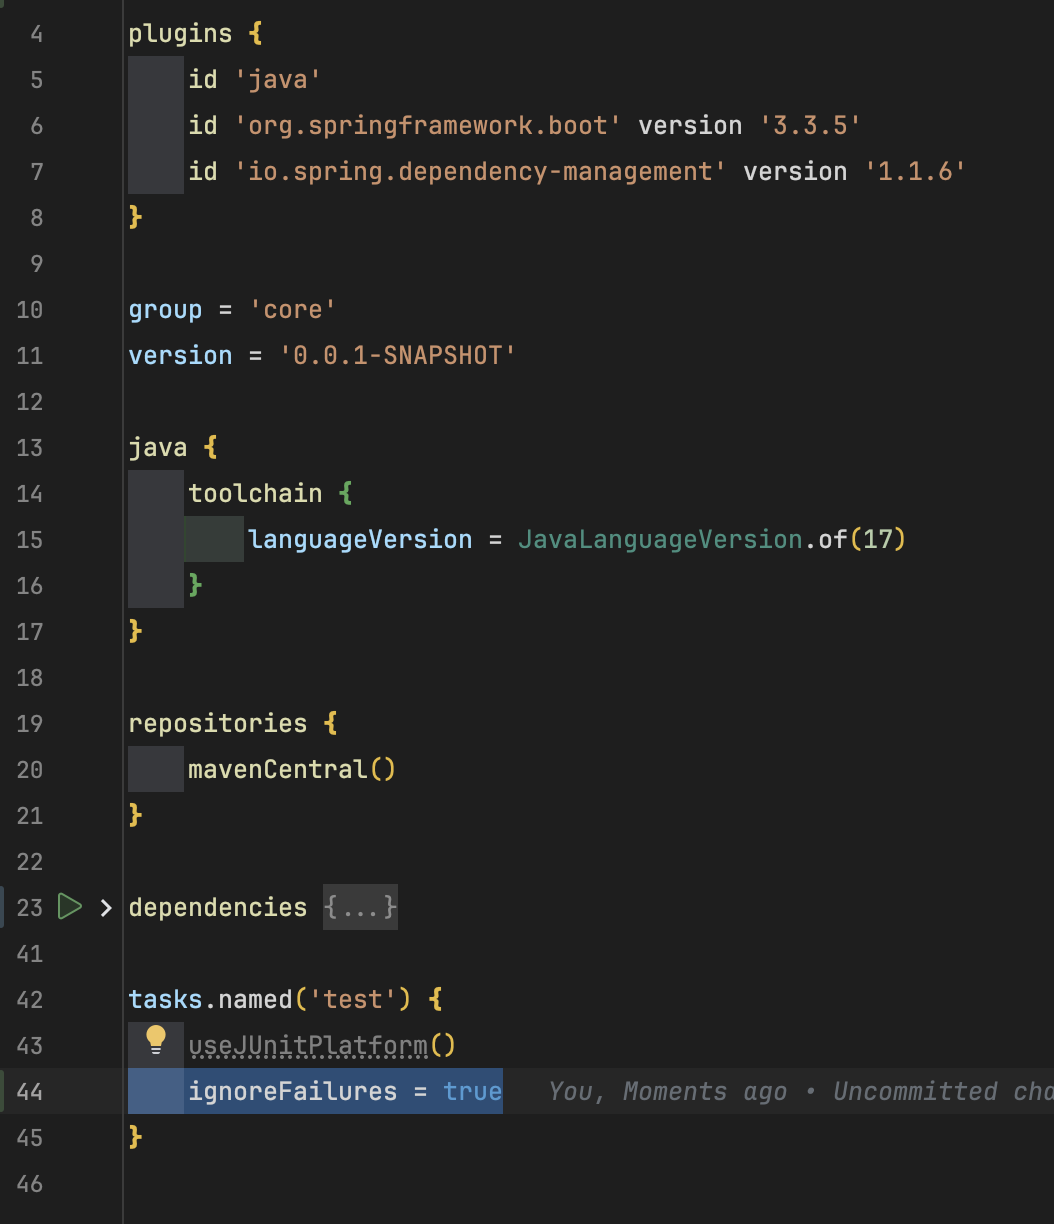 4 plugins {
5 id 'java'
6 id 'org.springframework.boot' version '3.3.5'
7 id 'io.spring.dependency-management' version '1.1.6'
8 }
9
10 group = 'core'
11 version = '0.0.1-SNAPSHOT'
12
13 java {
14 toolchain {
15 languageVersion = JavaLanguageVersion.of(17)
16 }
17 }
18
19 repositories {
20 mavenCentral()
21 }
22
23 dependencies {...}
41
42 tasks.named('test') {
43 useJUnitPlatform()
44 ignoreFailures = true You, Moments ago • Uncommitted cha
45 }
46